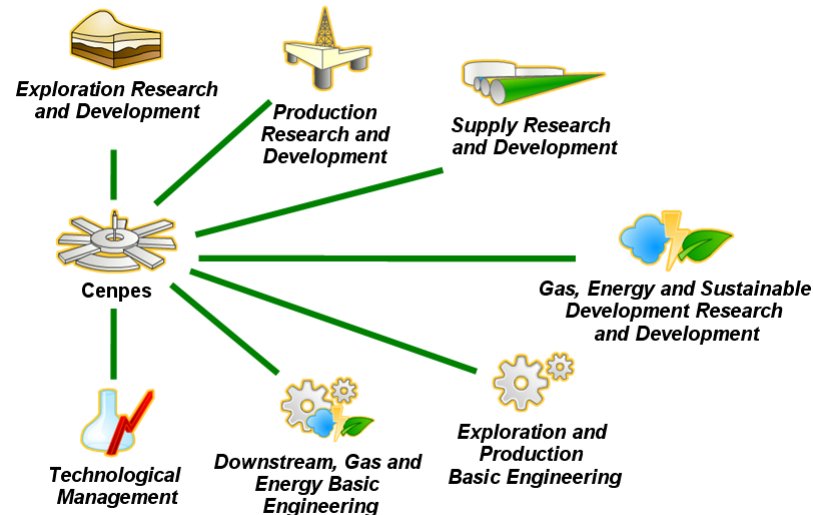 Exploration Research
and Development
Production
Research and
Development
Supply Research
and Development
Gas, Energy and Sustainable
Development Research
and Development
Cenpes
Exploration and
Production
Basic Engineering
Downstream, Gas and
Energy Basic
Engineering
Technological
Management